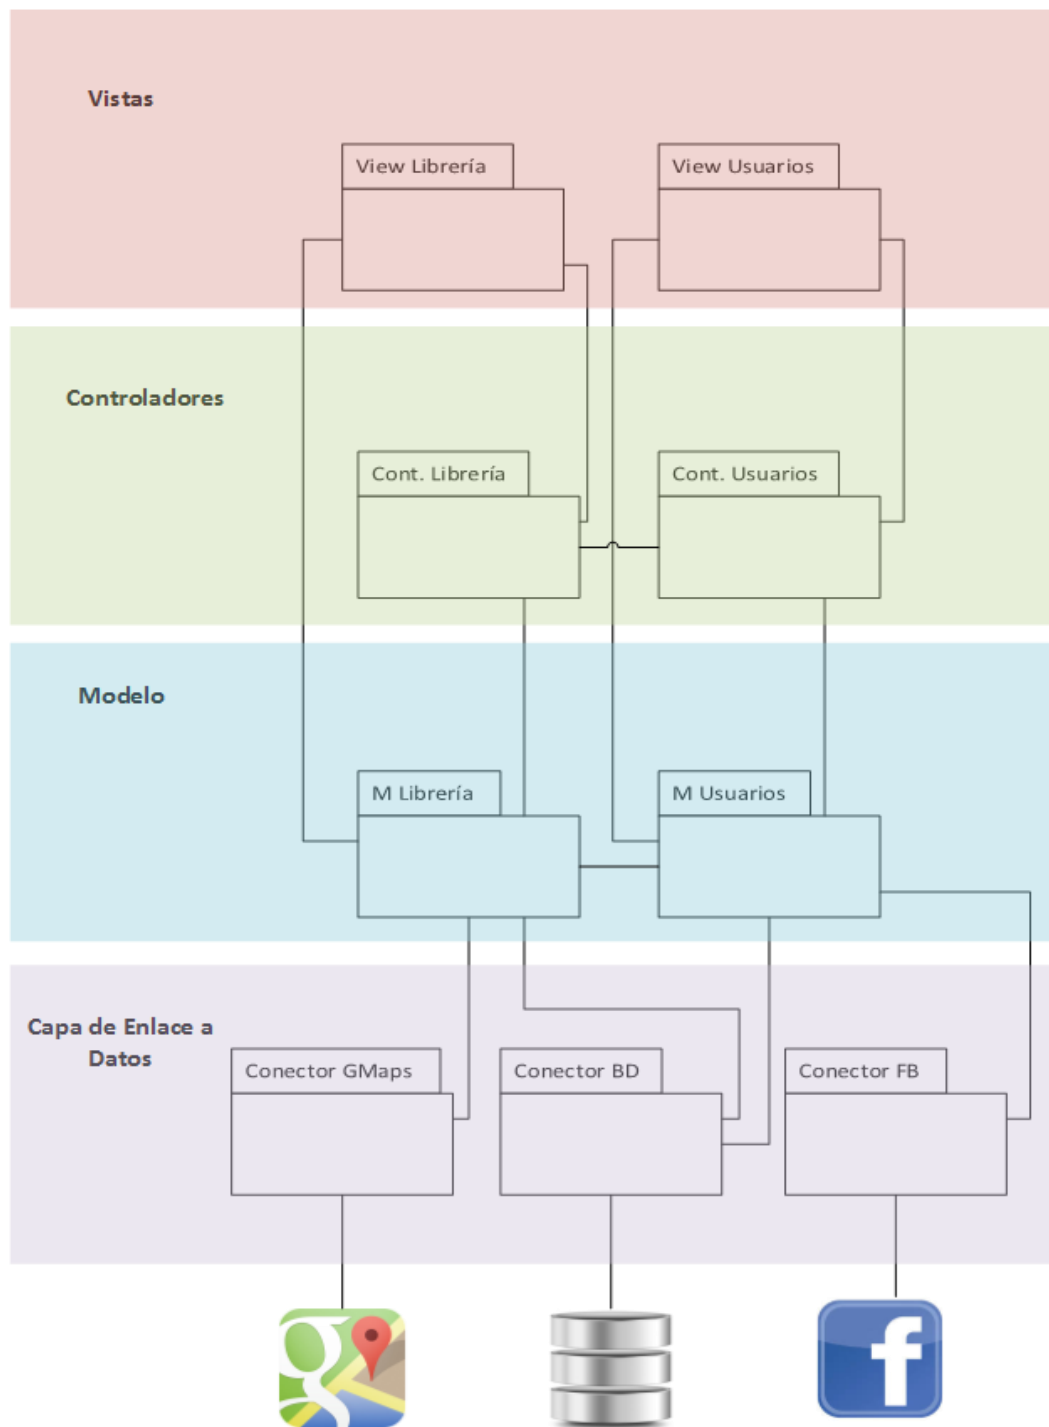 Vistas
View Librería
View Usuarios
Controladores
Cont. Librería
Cont. Usuarios
Modelo
M Librería
M Usuarios
Capa de Enlace a
Datos
Conector GMaps
Conector BD
Conector FB
g
f